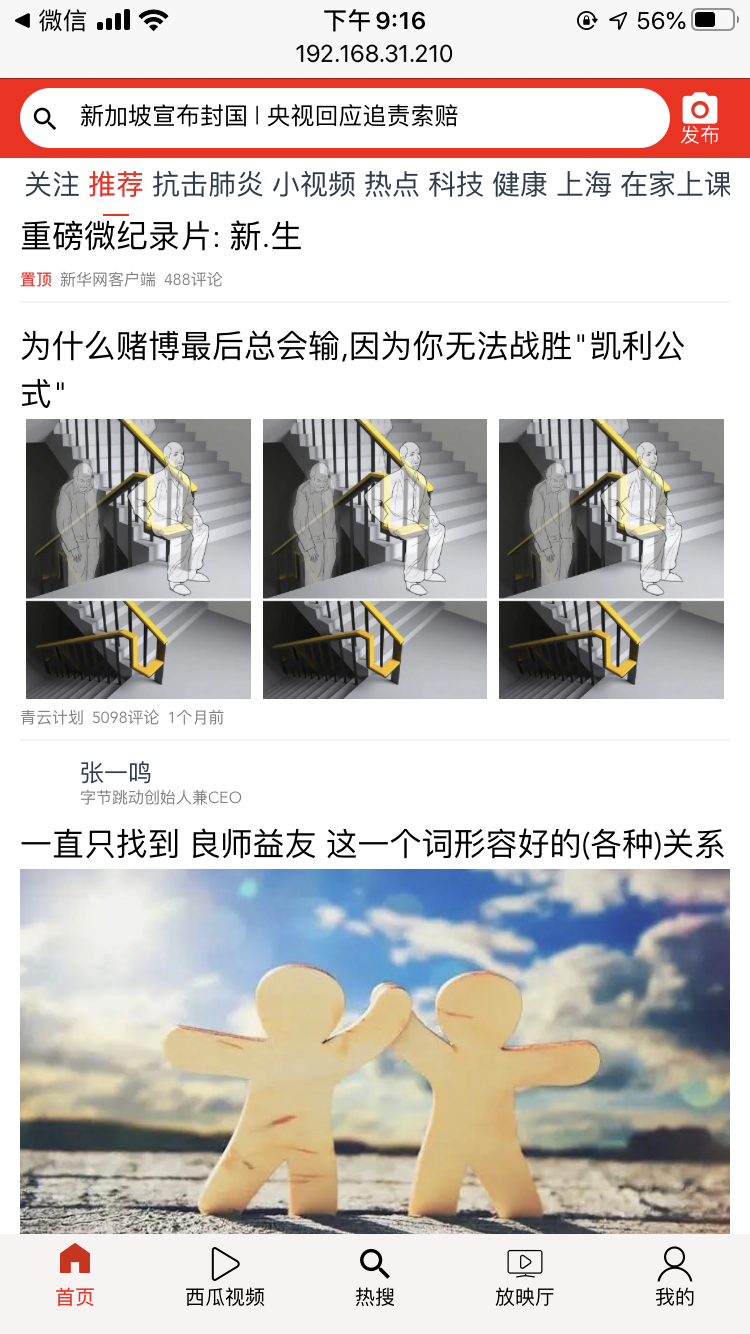 微信 下午9:16 56%
192.168.31.210
新加坡宣布封国 | 央视回应追责索赔
发布
关注 推荐 抗击肺炎 小视频 热点 科技 健康 上海 在家上课
重磅微纪录片: 新.生
置顶 新华网客户端 488评论
为什么赌博最后总会输,因为你无法战胜"凯利公
式"
青云计划 5098评论 1个月前
张一鸣
字节跳动创始人兼CEO
一直只找到 良师益友 这一个词形容好的(各种)关系
首页 西瓜视频 热搜 放映厅 我的